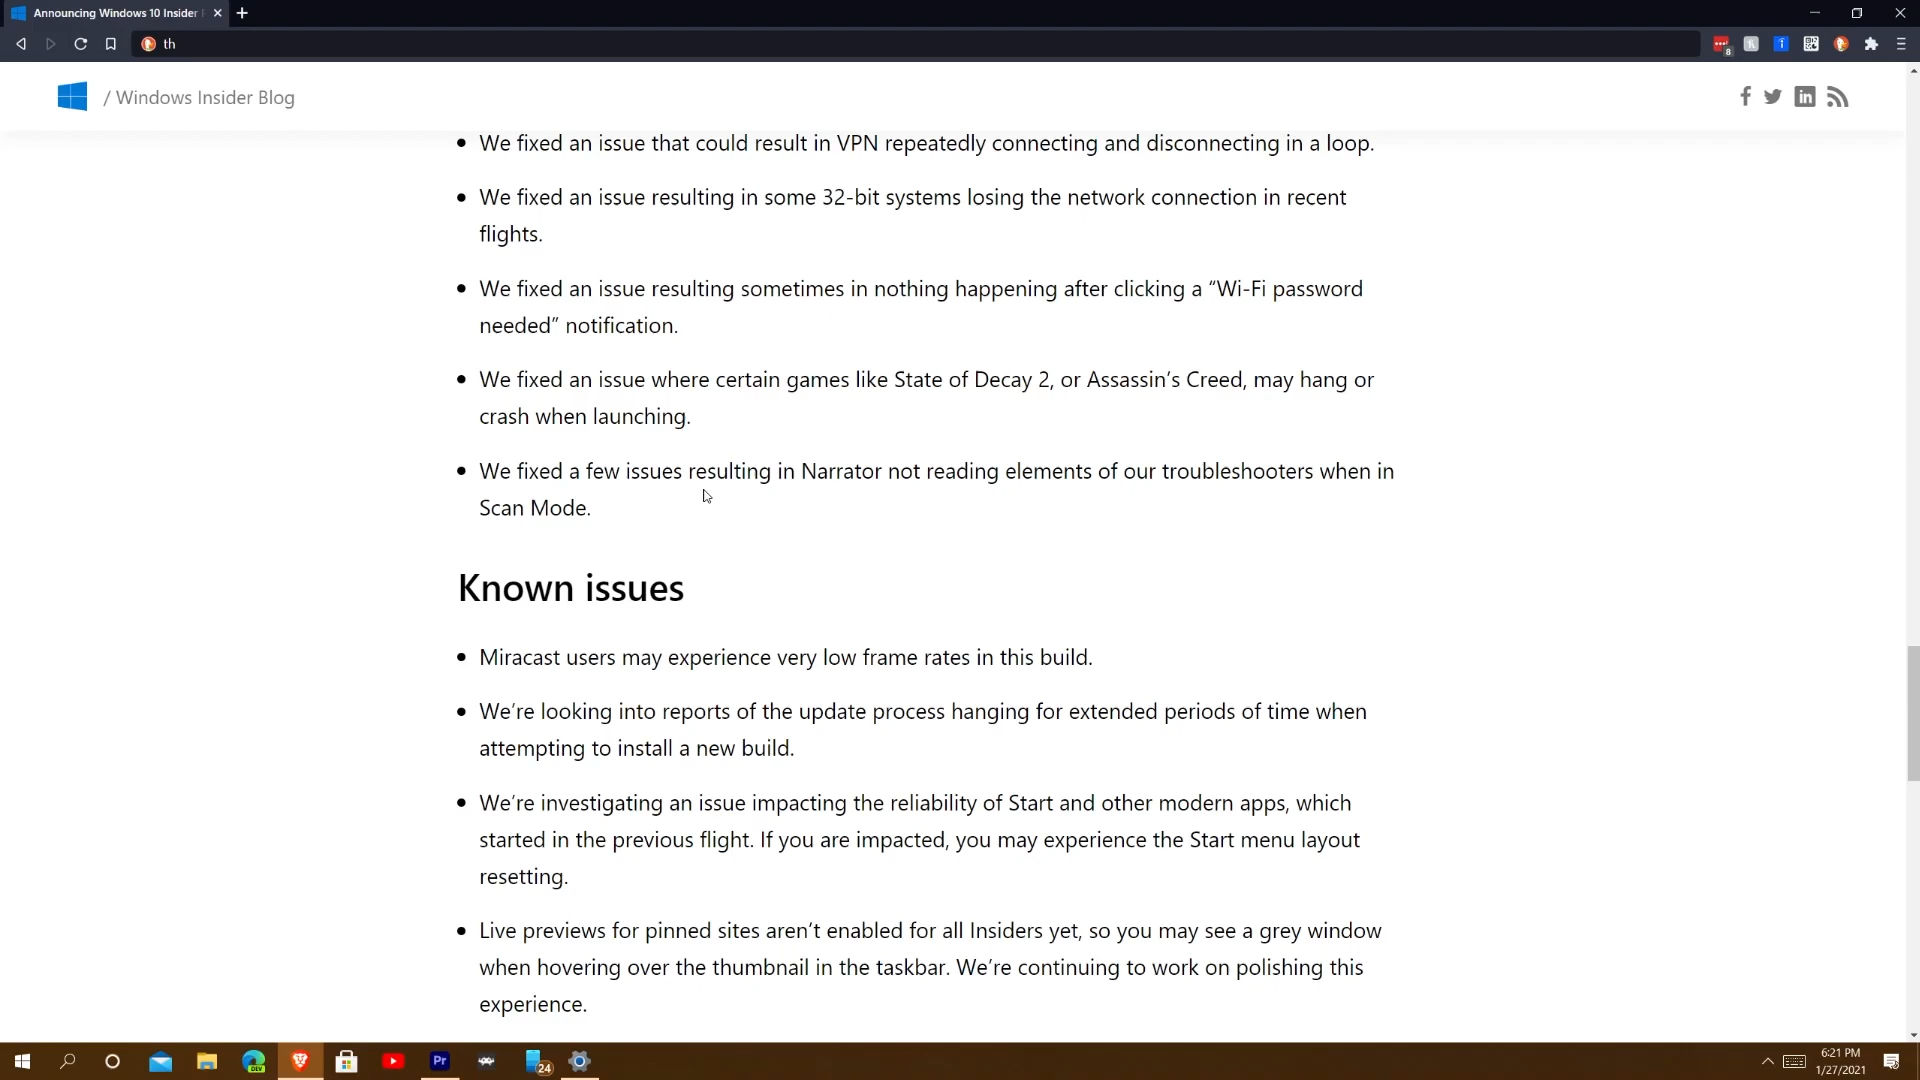 Announcing Windows 10 Insider
th
8
/ Windows Insider Blog
• We fixed an issue that could result in VPN repeatedly connecting and disconnecting in a loop.
• We fixed an issue resulting in some 32-bit systems losing the network connection in recent
flights.
• We fixed an issue resulting sometimes in nothing happening after clicking a “Wi-Fi password
needed” notification.
• We fixed an issue where certain games like State of Decay 2, or Assassin’s Creed, may hang or
crash when launching.
• We fixed a few issues resulting in Narrator not reading elements of our troubleshooters when in
Scan Mode.
Known issues
• Miracast users may experience very low frame rates in this build.
• We’re looking into reports of the update process hanging for extended periods of time when
attempting to install a new build.
• We’re investigating an issue impacting the reliability of Start and other modern apps, which
started in the previous flight. If you are impacted, you may experience the Start menu layout
resetting.
• Live previews for pinned sites aren’t enabled for all Insiders yet, so you may see a grey window
when hovering over the thumbnail in the taskbar. We’re continuing to work on polishing this
experience.
DEV
Pr
24
6:21 PM
1/27/2021